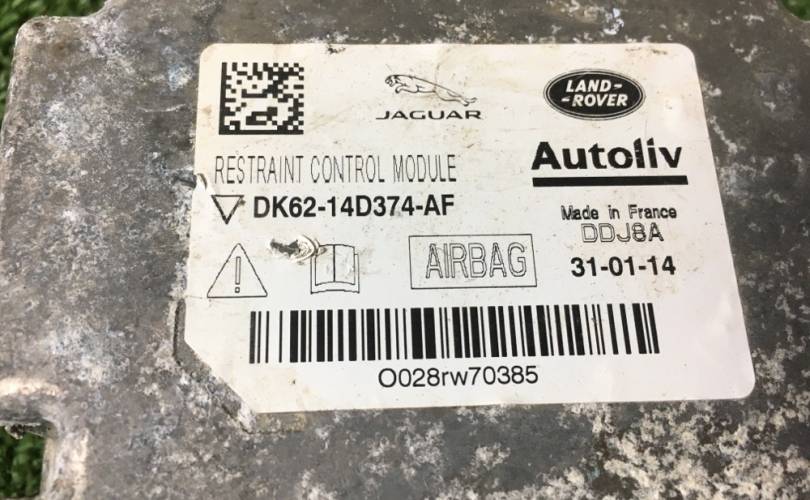 JAGUAR
LAND-
-ROVER
RESTRAINT CONTROL MODULE
Autoliv
DK62-14D374-AF
Made in France
DDJ8A
AIRBAG
31-01-14
O028rw70385